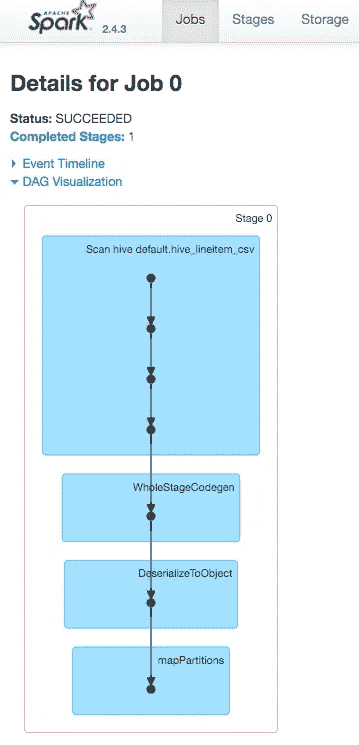 APACHE
Spark 2.4.3 Jobs Stages Storage
Details for Job 0
Status: SUCCEEDED
Completed Stages: 1
Event Timeline
DAG Visualization
Stage 0
Scan hive default.hive_lineitem_csv
WholeStageCodegen
DeserializeToObject
mapPartitions